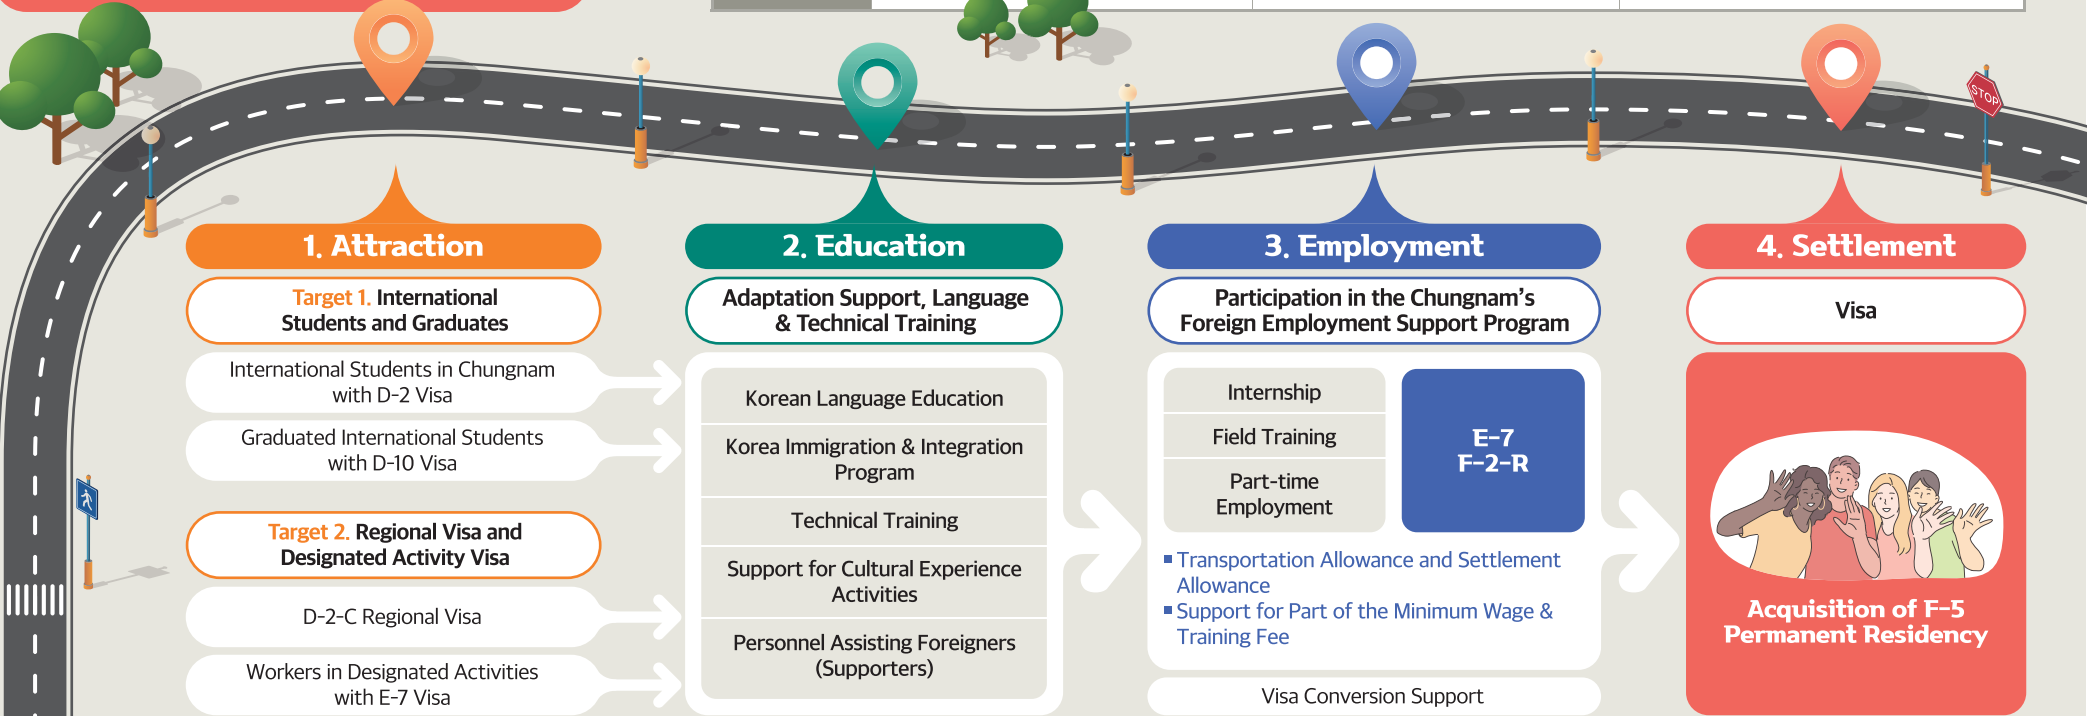 STOP
1. Attraction
Target 1. International
Students and Graduates
International Students in Chungnam
with D-2 Visa
Graduated International Students
with D-10 Visa
Target 2. Regional Visa and
Designated Activity Visa
D-2-C Regional Visa
Workers in Designated Activities
with E-7 Visa
2. Education
Adaptation Support, Language
& Technical Training
Korean Language Education
Korea Immigration & Integration
Program
Technical Training
Support for Cultural Experience
Activities
Personnel Assisting Foreigners
(Supporters)
3. Employment
Participation in the Chungnam's
Foreign Employment Support Program
Internship
Field Training
Part-time
Employment
E-7
F-2-R
Transportation Allowance and Settlement
Allowance
Support for Part of the Minimum Wage &
Training Fee
Visa Conversion Support
4. Settlement
Visa
Acquisition of F-5
Permanent Residency